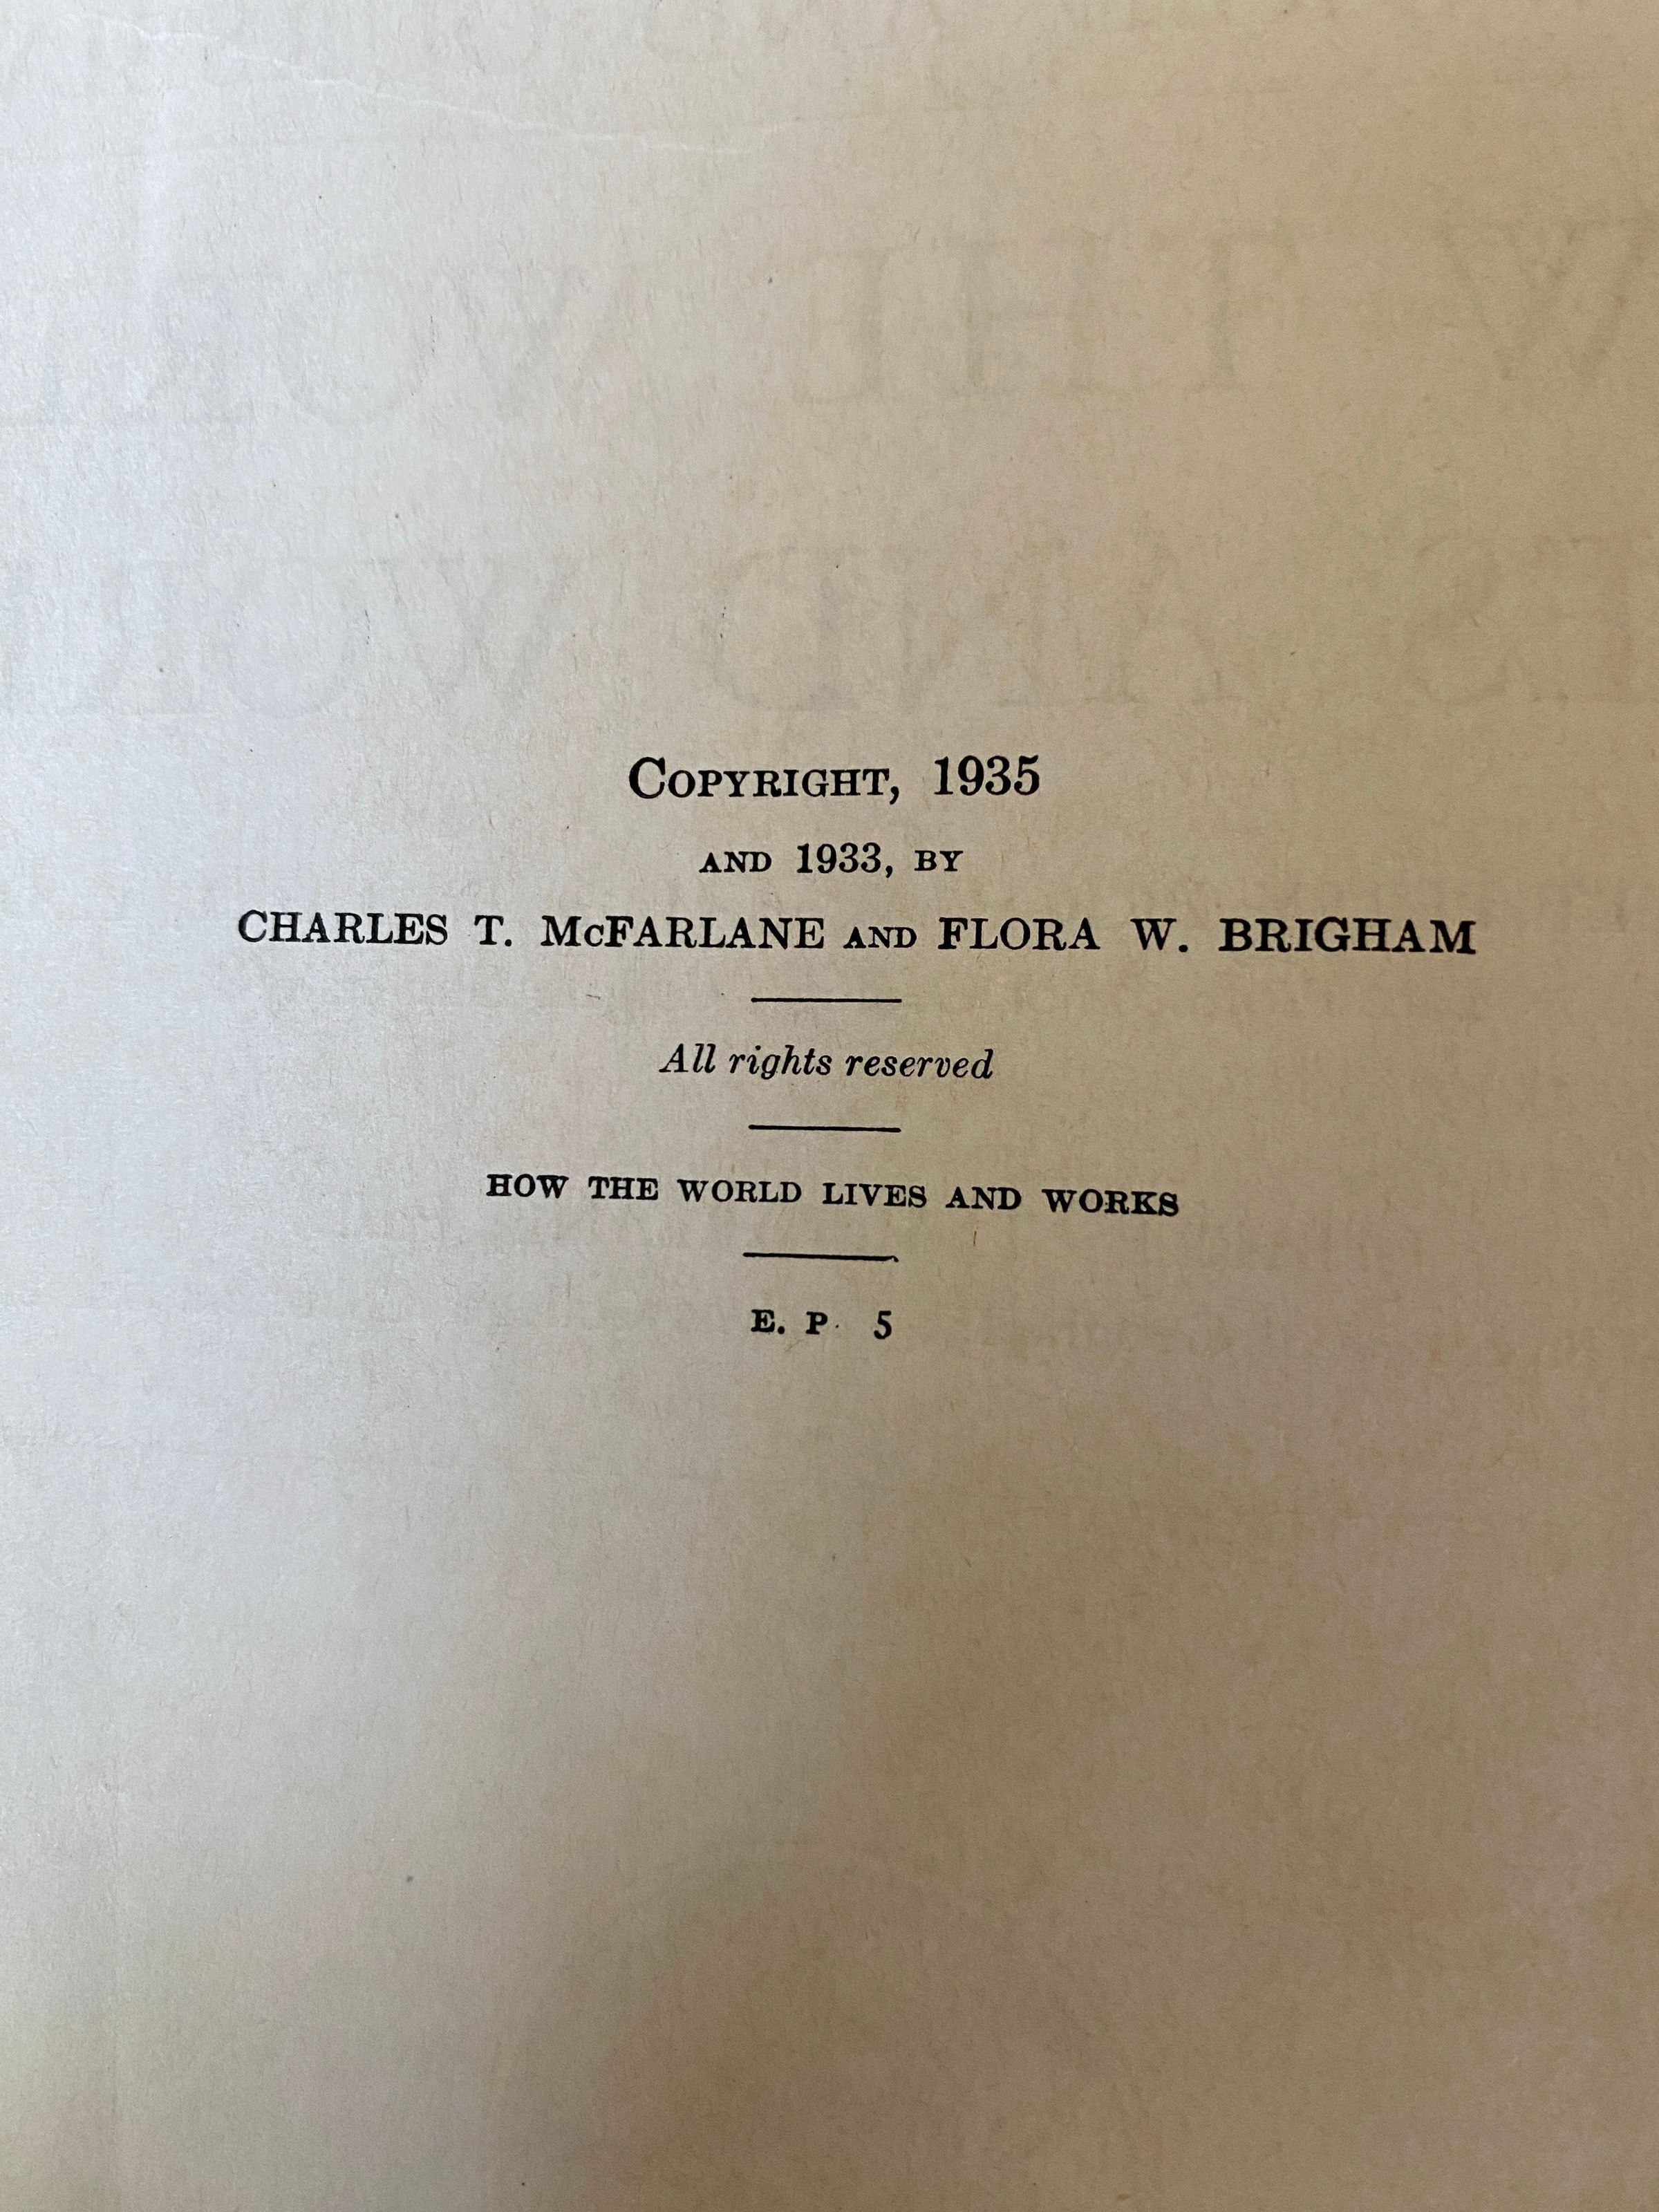 COPYRIGHT, 1935
AND 1933, BY
CHARLES T. McFARLANE AND FLORA W. BRIGHAM
All rights reserved
HOW THE WORLD LIVES AND WORKS
E. P. 5